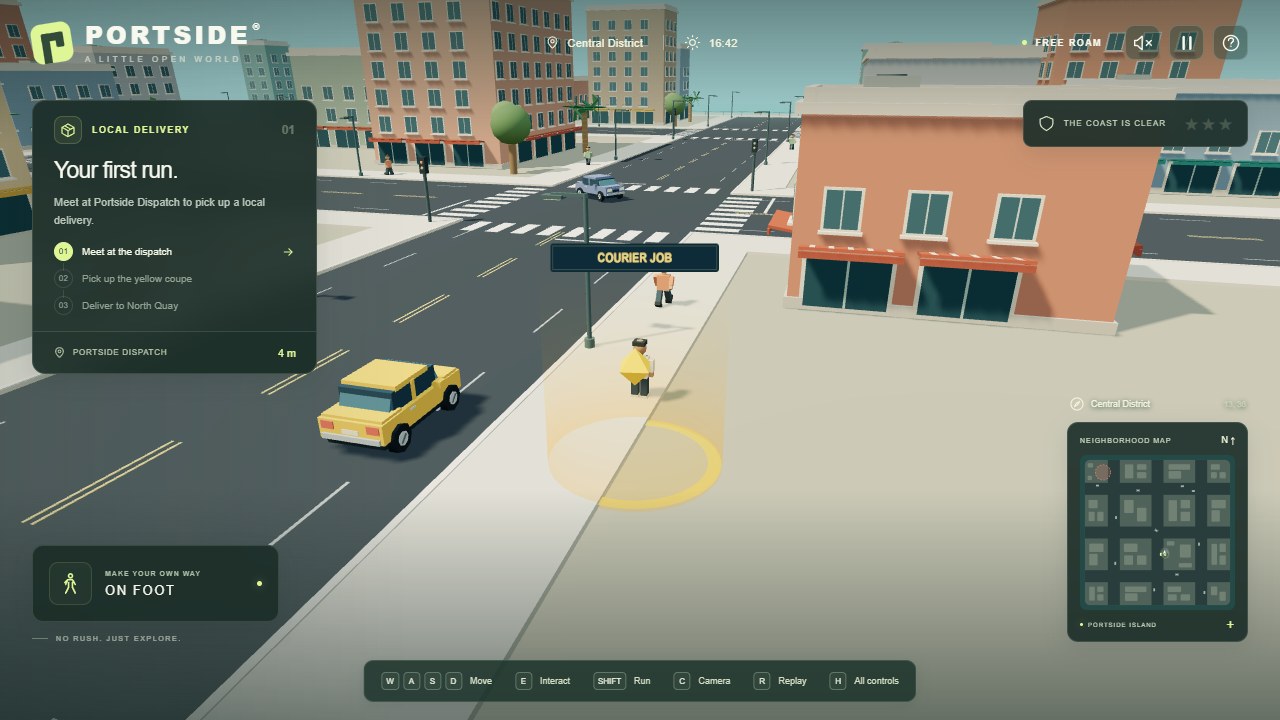 PORTSIDE®
A LITTLE OPEN WORLD
Central District
16:42
FREE ROAM
LOCAL DELIVERY
01
Your first run.
Meet at Portside Dispatch to pick up a local
delivery.
01 Meet at the dispatch →
02 Pick up the yellow coupe
03 Deliver to North Quay
PORTSIDE DISPATCH
4 m
THE COAST IS CLEAR
★★★
COURIER JOB
Central District
NEIGHBORHOOD MAP
N↑
PORTSIDE ISLAND
+
MAKE YOUR OWN WAY
ON FOOT
NO RUSH. JUST EXPLORE.
W A S D Move E Interact SHIFT Run C Camera R Replay H All controls